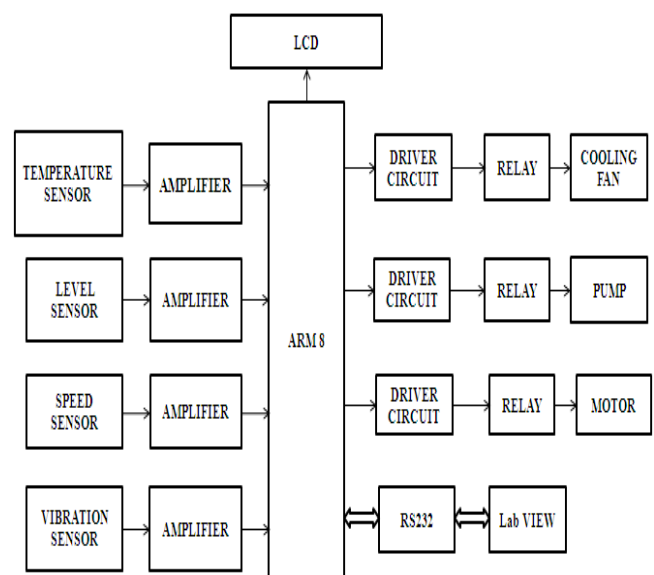 LCD
TEMPERATURE
SENSOR
AMPLIFIER
DRIVER
CIRCUIT
RELAY
COOLING
FAN
LEVEL
SENSOR
AMPLIFIER
DRIVER
CIRCUIT
RELAY
PUMP
ARM 8
SPEED
SENSOR
AMPLIFIER
DRIVER
CIRCUIT
RELAY
MOTOR
VIBRATION
SENSOR
AMPLIFIER
RS232
Lab VIEW